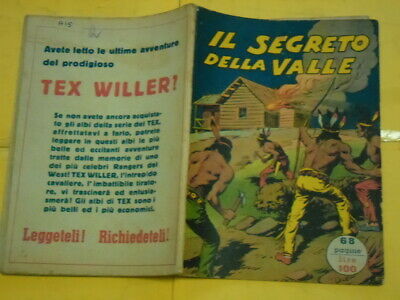 A15
Avete letto le ultime avventure
del prodigioso
TEX WILLER?
Se non avete ancora acquista-
to gli albi della serie del TEX,
affrettatevi a farlo, potrete
leggere in questi albi le più
belle ed eccitanti avventure
tratte dalle memorie di uno
dei più celebri Rangers del
West! TEX WILLER, l'intrepido
cavaliere, l'imbattibile tirato-
re, vi trascinerà ed entusia-
smerà! Gli albi di TEX sono i
più belli ed i più economici.
Leggeteli! Richiedeteli!
IL SEGRETO
DELLA VALLE
68
pagine
lire
100